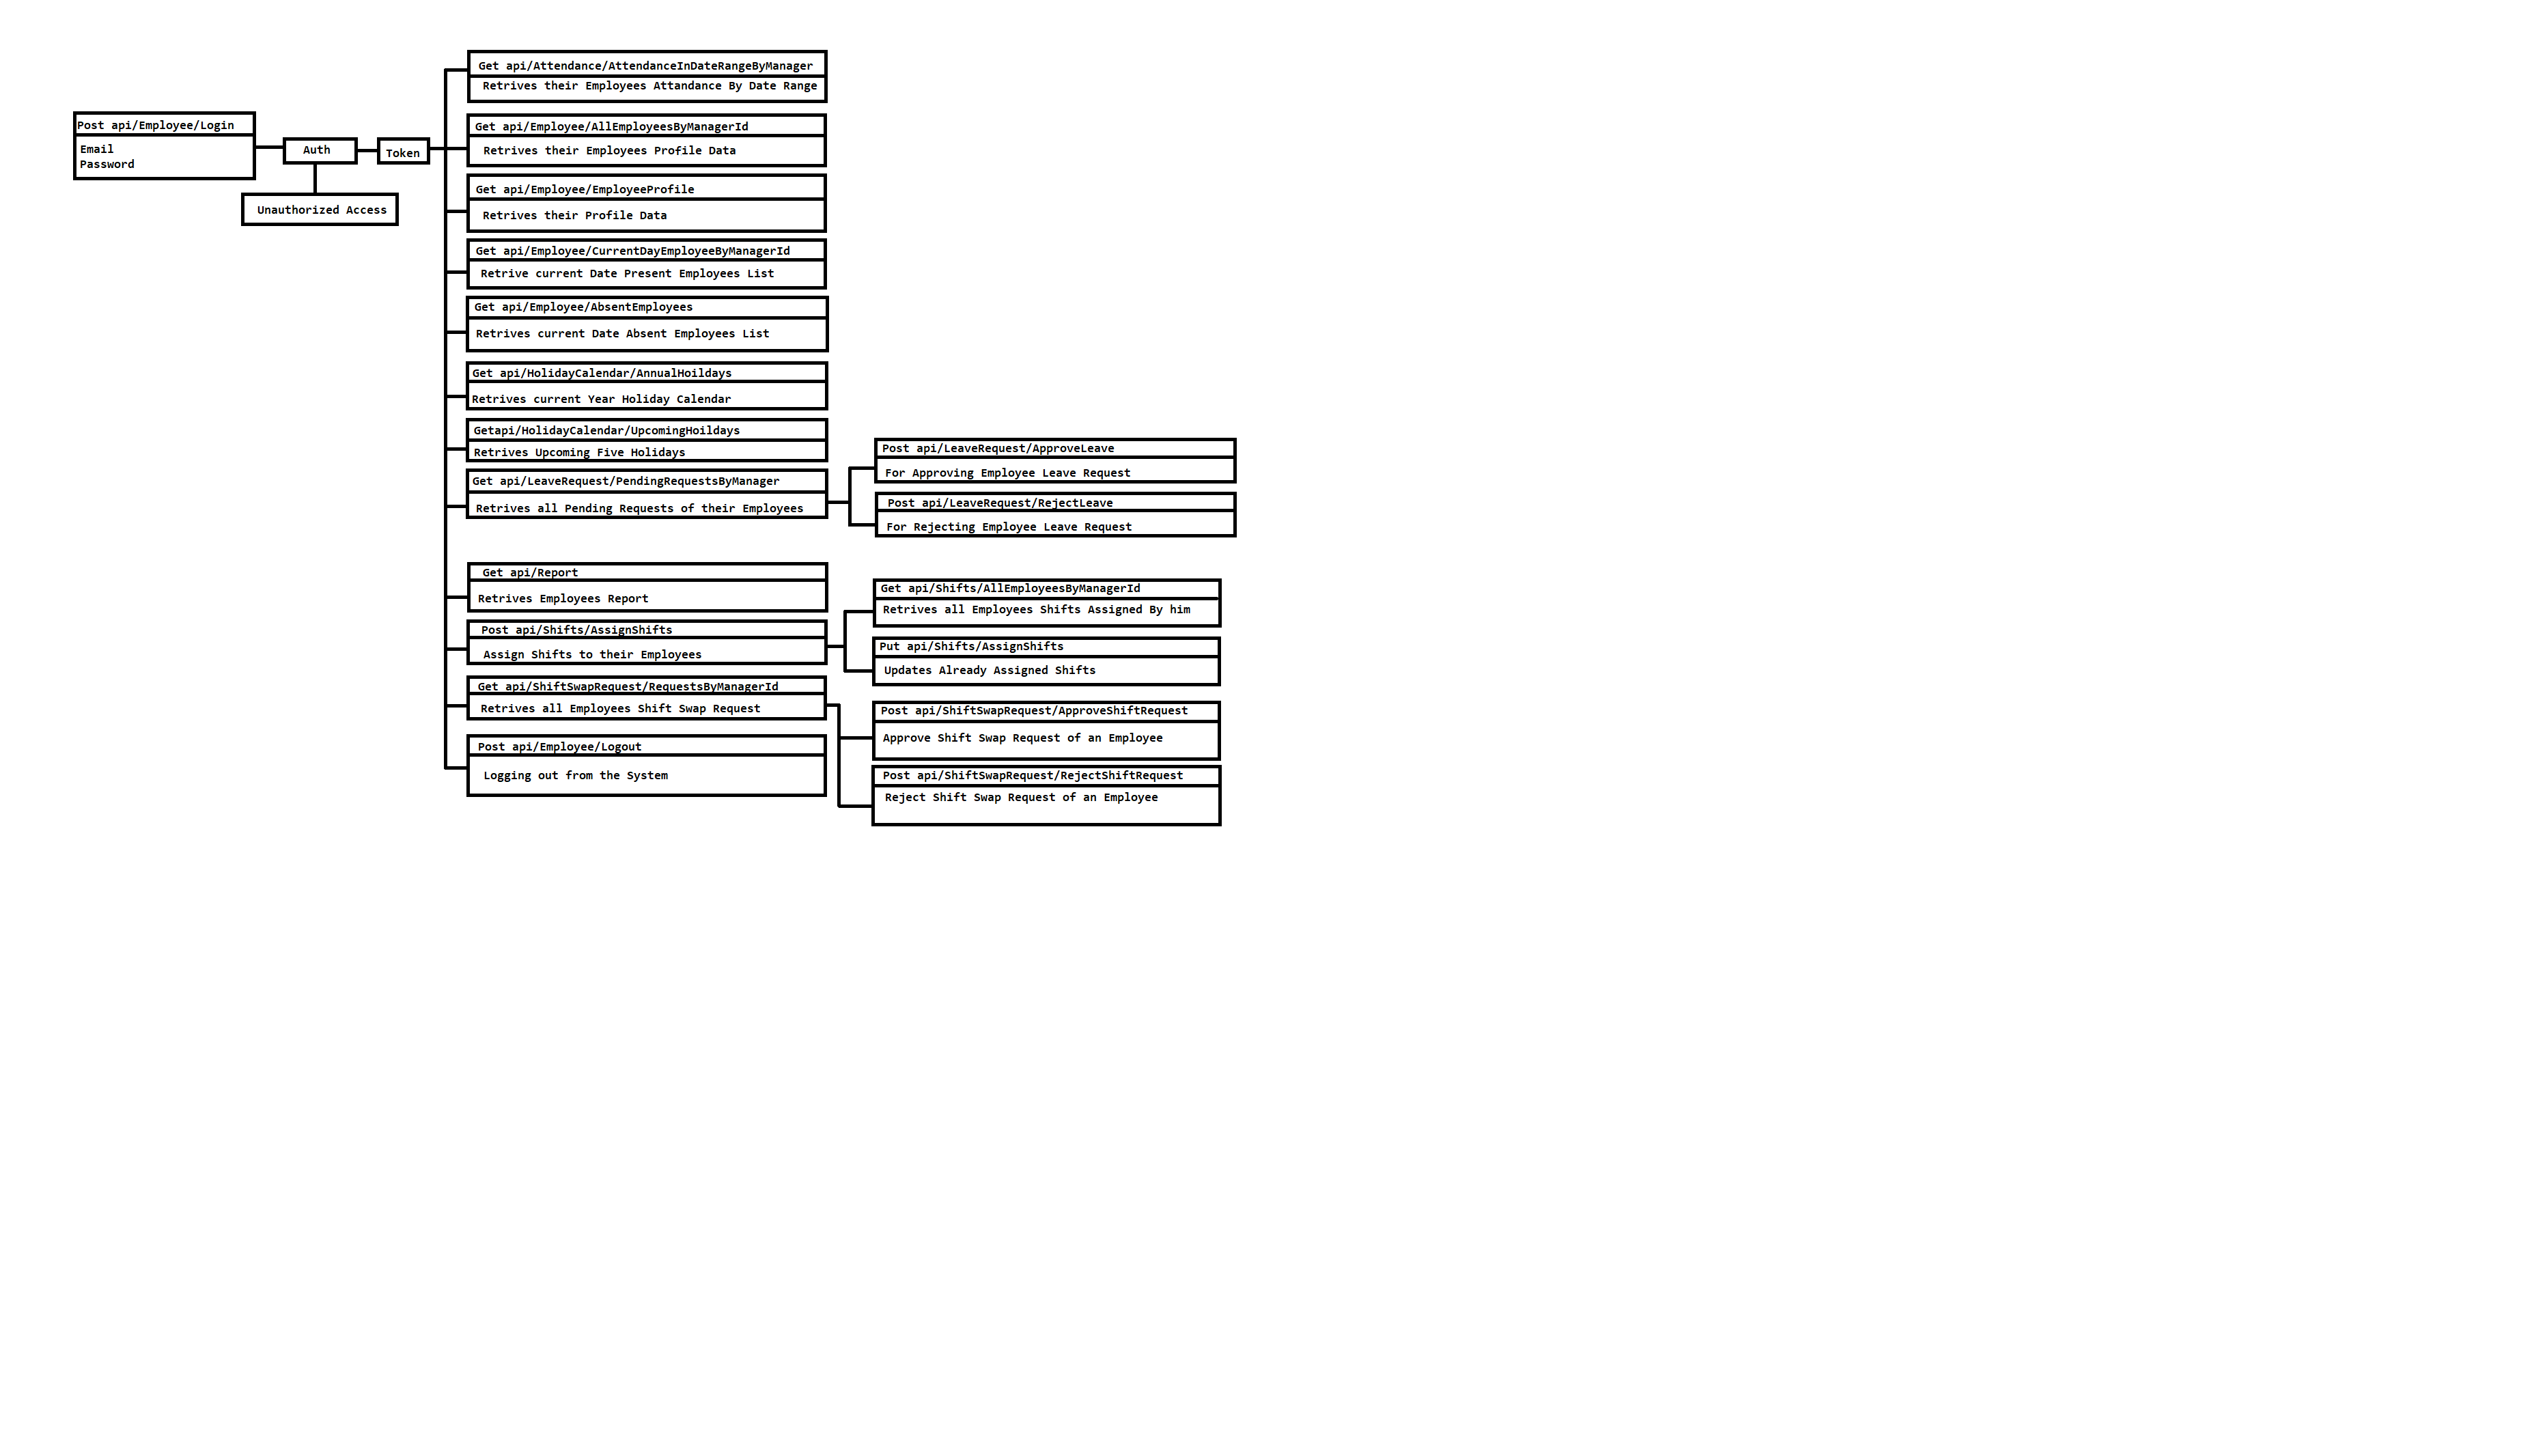 Post api/Employee/Login
Email
Password
Auth
Token
Unauthorized Access
Get api/Attendance/AttendanceInDateRangeByManager
Retrives their Employees Attandance By Date Range
Get api/Employee/AllEmployeesByManagerId
Retrives their Employees Profile Data
Get api/Employee/EmployeeProfile
Retrives their Profile Data
Get api/Employee/CurrentDayEmployeeByManagerId
Retrive current Date Present Employees List
Get api/Employee/AbsentEmployees
Retrives current Date Absent Employees List
Get api/HolidayCalendar/AnnualHoildays
Retrives current Year Holiday Calendar
Getapi/HolidayCalendar/UpcomingHoildays
Retrives Upcoming Five Holidays
Get api/LeaveRequest/PendingRequestsByManager
Retrives all Pending Requests of their Employees
Post api/LeaveRequest/ApproveLeave
For Approving Employee Leave Request
Post api/LeaveRequest/RejectLeave
For Rejecting Employee Leave Request
Get api/Report
Retrives Employees Report
Post api/Shifts/AssignShifts
Assign Shifts to their Employees
Get api/Shifts/AllEmployeesByManagerId
Retrives all Employees Shifts Assigned By him
Put api/Shifts/AssignShifts
Updates Already Assigned Shifts
Get api/ShiftSwapRequest/RequestsByManagerId
Retrives all Employees Shift Swap Request
Post api/ShiftSwapRequest/ApproveShiftRequest
Approve Shift Swap Request of an Employee
Post api/ShiftSwapRequest/RejectShiftRequest
Reject Shift Swap Request of an Employee
Post api/Employee/Logout
Logging out from the System